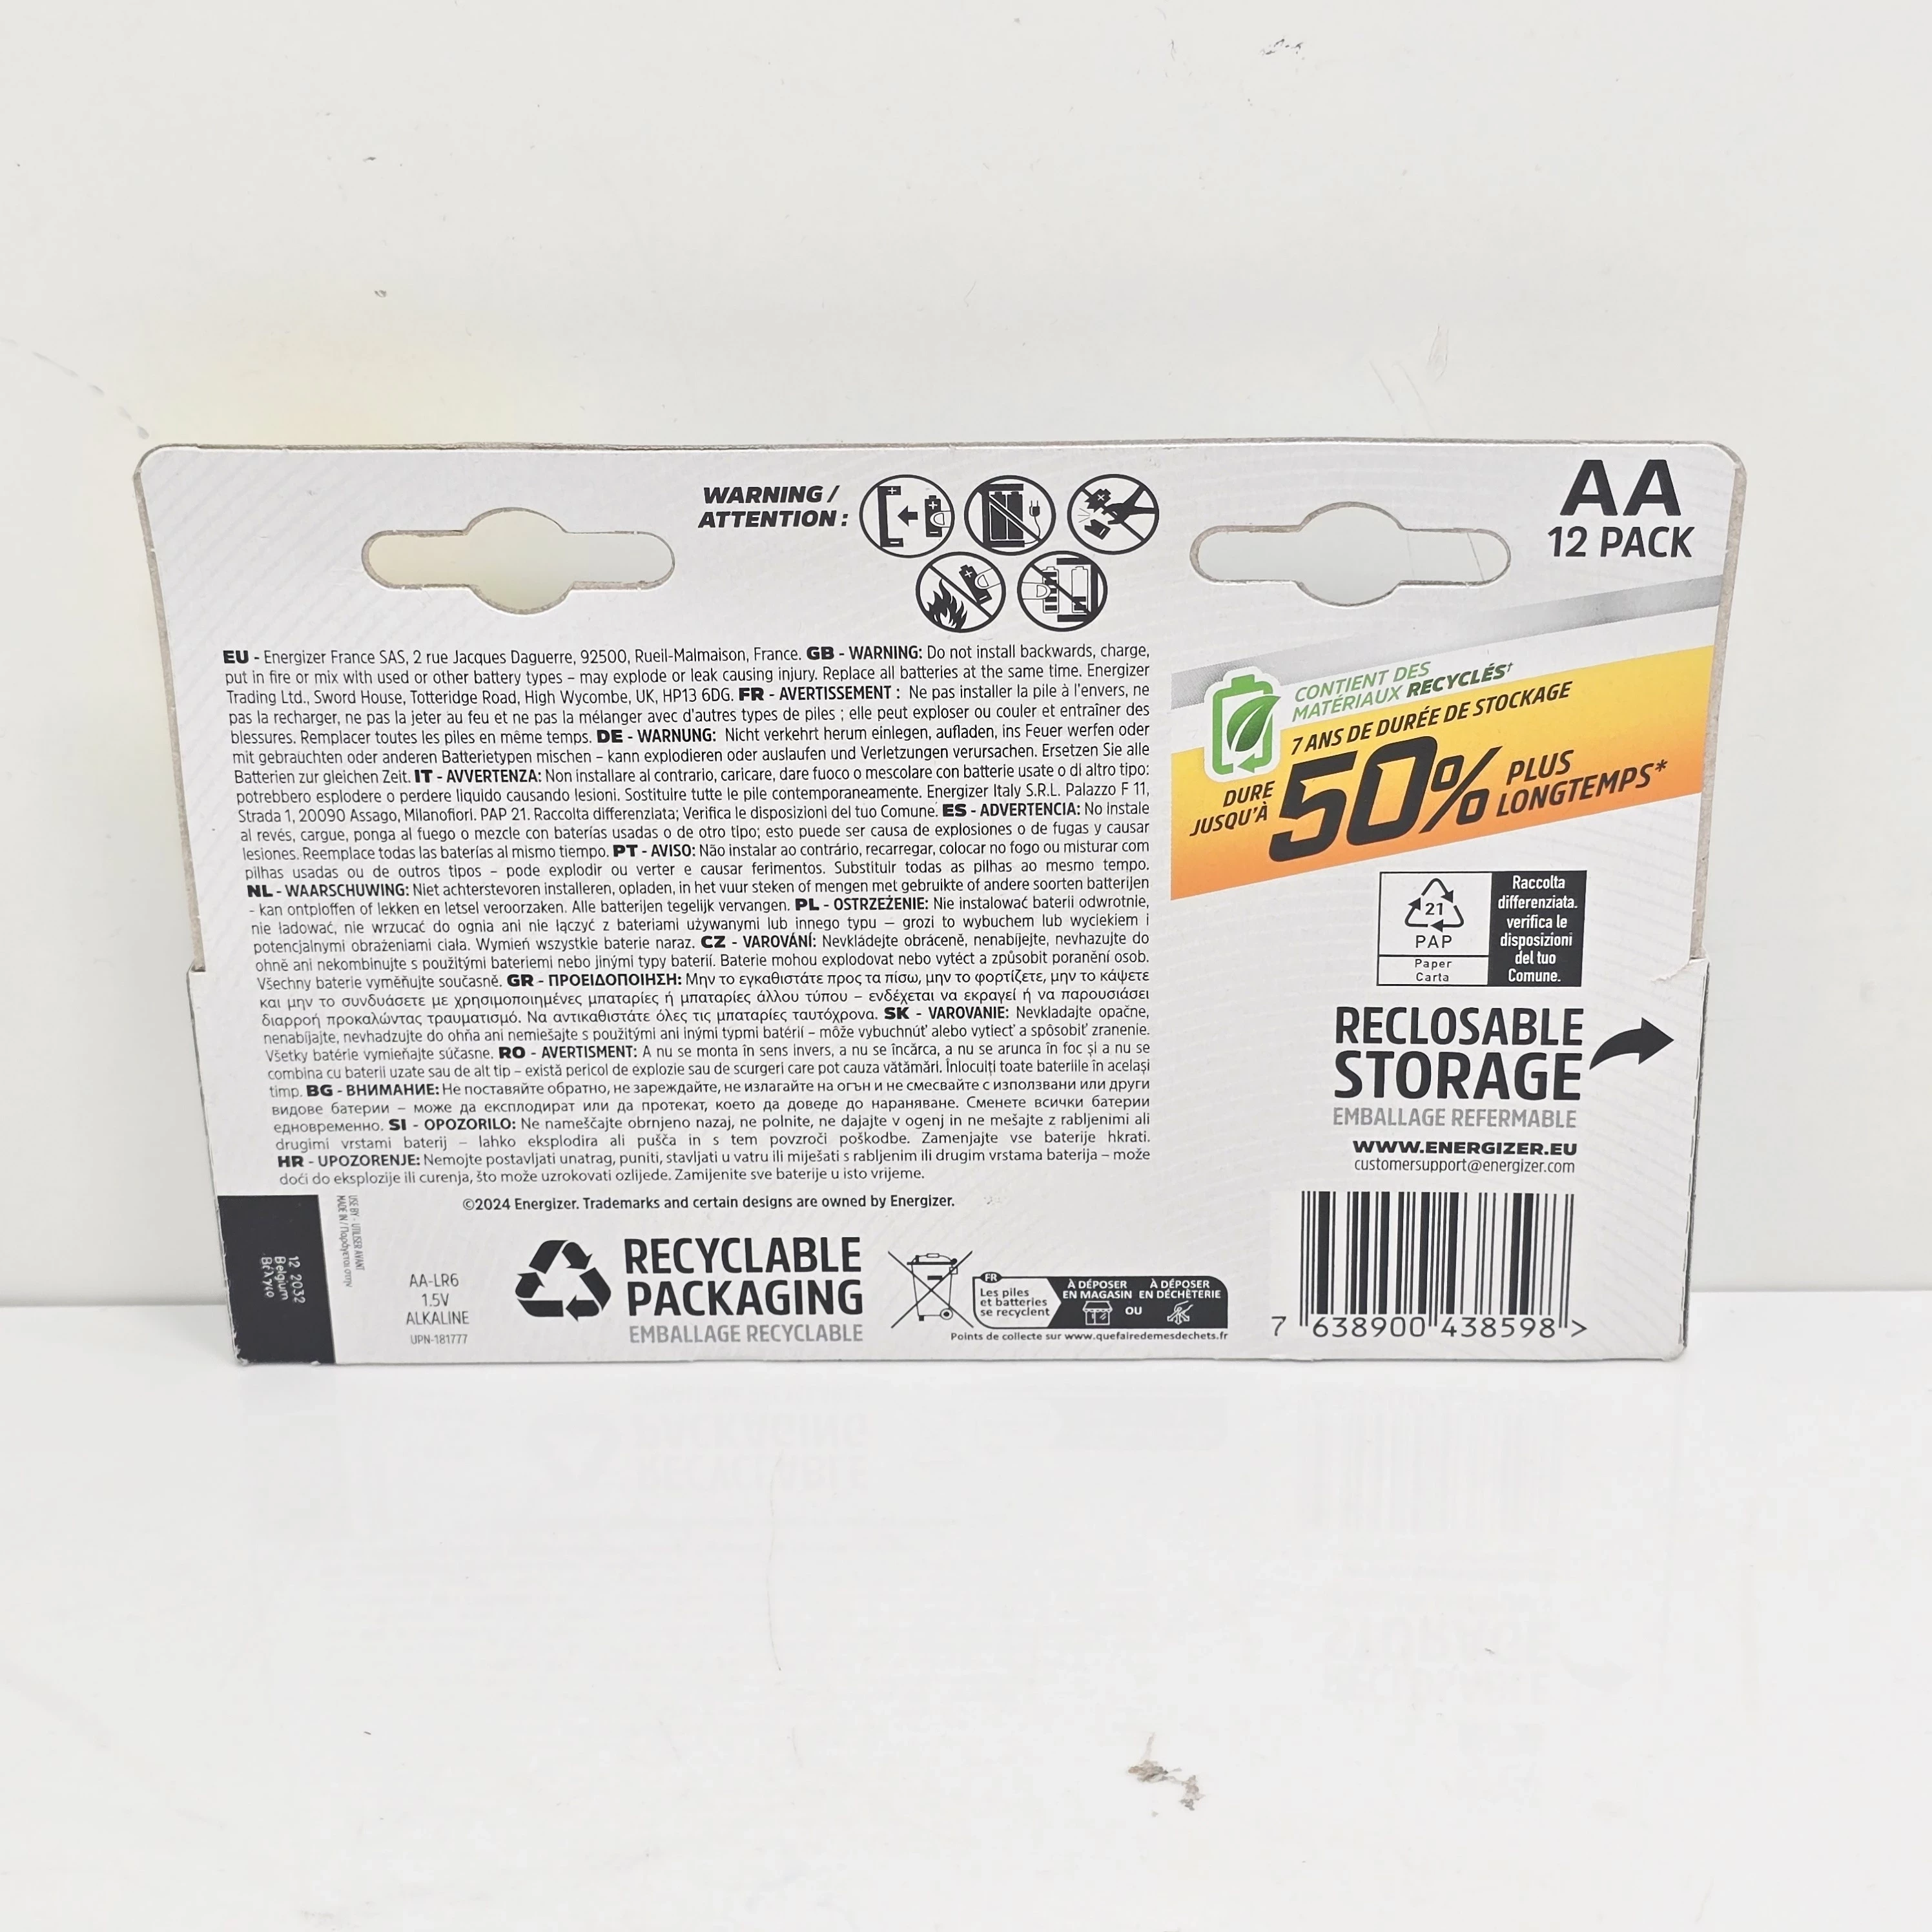 WARNING /
ATTENTION :
AA
12 PACK
EU - Energizer France SAS, 2 rue Jacques Daguerre, 92500, Rueil-Malmaison, France. GB - WARNING: Do not install backwards, charge,
put in fire or mix with used or other battery types – may explode or leak causing injury. Replace all batteries at the same time. Energizer
Trading Ltd., Sword House, Totteridge Road, High Wycombe, UK, HP13 6DG. FR - AVERTISSEMENT : Ne pas installer la pile à l'envers, ne
pas la recharger, ne pas la jeter au feu et ne pas la mélanger avec d'autres types de piles ; elle peut exploser ou couler et entraîner des
blessures. Remplacer toutes les piles en même temps. DE - WARNUNG: Nicht verkehrt herum einlegen, aufladen, ins Feuer werfen oder
mit gebrauchten oder anderen Batterietypen mischen – kann explodieren oder auslaufen und Verletzungen verursachen. Ersetzen Sie alle
Batterien zur gleichen Zeit. IT - AVVERTENZA: Non installare al contrario, caricare, dare fuoco o mescolare con batterie usate o di altro tipo:
potrebbero esplodere o perdere liquido causando lesioni. Sostituire tutte le pile contemporaneamente. Energizer Italy S.R.L. Palazzo F 11,
Strada 1, 20090 Assago, Milanofiori. PAP 21. Raccolta differenziata; Verifica le disposizioni del tuo Comune. ES - ADVERTENCIA: No instale
al revés, cargue, ponga al fuego o mezcle con baterías usadas o de otro tipo; esto puede ser causa de explosiones o de fugas y causar
lesiones. Reemplace todas las baterías al mismo tiempo. PT - AVISO: Não instalar ao contrário, recarregar, colocar no fogo ou misturar com
pilhas usadas ou de outros tipos – pode explodir ou verter e causar ferimentos. Substituir todas as pilhas ao mesmo tempo.
NL - WAARSCHUWING: Niet achterstevoren installeren, opladen, in het vuur steken of mengen met gebruikte of andere soorten batterijen
- kan ontploffen of lekken en letsel veroorzaken. Alle batterijen tegelijk vervangen. PL - OSTRZEŻENIE: Nie instalować baterii odwrotnie,
nie ładować, nie wrzucać do ognia ani nie łączyć z bateriami używanymi lub innego typu – grozi to wybuchem lub wyciekiem i
potencjalnymi obrażeniami ciała. Wymień wszystkie baterie naraz. CZ - VAROVÁNÍ: Nevkládejte obráceně, nenabíjejte, nevhazujte do
ohně ani nekombinujte s použitými bateriemi nebo jinými typy baterií. Baterie mohou explodovat nebo vytéct a způsobit poranění osob.
Všechny baterie vyměňujte současně. GR - ΠΡΟΕΙΔΟΠΟΙΗΣΗ: Μην το εγκαθιστάτε προς τα πίσω, μην το φορτίζετε, μην το κάψετε
και μην το συνδυάσετε με χρησιμοποιημένες μπαταρίες ή μπαταρίες άλλου τύπου – ενδέχεται να εκραγεί ή να παρουσιάσει
διαρροή προκαλώντας τραυματισμό. Να αντικαθιστάτε όλες τις μπαταρίες ταυτόχρονα. SK - VAROVANIE: Nevkladajte opačne,
nenabíjajte, nevhadzujte do ohňa ani nemiešajte s použitými ani inými typmi batérií – môže vybuchnúť alebo vytiecť a spôsobiť zranenie.
Všetky batérie vymieňajte súčasne. RO - AVERTISMENT: A nu se monta în sens invers, a nu se încărca, a nu se arunca în foc și a nu se
combina cu baterii uzate sau de alt tip – există pericol de explozie sau de scurgeri care pot cauza vătămări. Înlocuiți toate bateriile în același
timp. BG - ВНИМАНИЕ: Не поставяйте обратно, не зареждайте, не излагайте на огън и не смесвайте с използвани или други
видове батерии – може да експлодират или да протекат, което да доведе до нараняване. Сменете всички батерии
едновременно. SI - OPOZORILO: Ne nameščajte obrnjeno nazaj, ne polnite, ne dajajte v ogenj in ne mešajte z rabljenimi ali
drugimi vrstami baterij – lahko eksplodira ali pušča in s tem povzroči poškodbe. Zamenjajte vse baterije hkrati.
HR - UPOZORENJE: Nemojte postavljati unatrag, puniti, stavljati u vatru ili miješati s rabljenim ili drugim vrstama baterija – može
doći do eksplozije ili curenja, što može uzrokovati ozlijede. Zamijenite sve baterije u isto vrijeme.
©2024 Energizer. Trademarks and certain designs are owned by Energizer.
CONTIENT DES
MATÉRIAUX RECYCLÉS†
7 ANS DE DURÉE DE STOCKAGE
DURE
JUSQU'À
50%
PLUS
LONGTEMPS*
21
PAP
Paper
Carta
Raccolta
differenziata.
verifica le
disposizioni
del tuo
Comune.
RECLOSABLE
STORAGE
EMBALLAGE REFERMABLE
WWW.ENERGIZER.EU
customersupport@energizer.com
USE BY - UTILISER AVANT
MADE IN / Παράγεται στην
12 2032
Belgium
Βέλγιο
AA-LR6
1.5V
ALKALINE
UPN-181777
RECYCLABLE
PACKAGING
EMBALLAGE RECYCLABLE
FR
Les piles
et batteries
se recyclent
À DÉPOSER
EN MAGASIN
OU
À DÉPOSER
EN DÉCHÈTERIE
Points de collecte sur www.quefairedemesdechets.fr
7 638900 438598 >